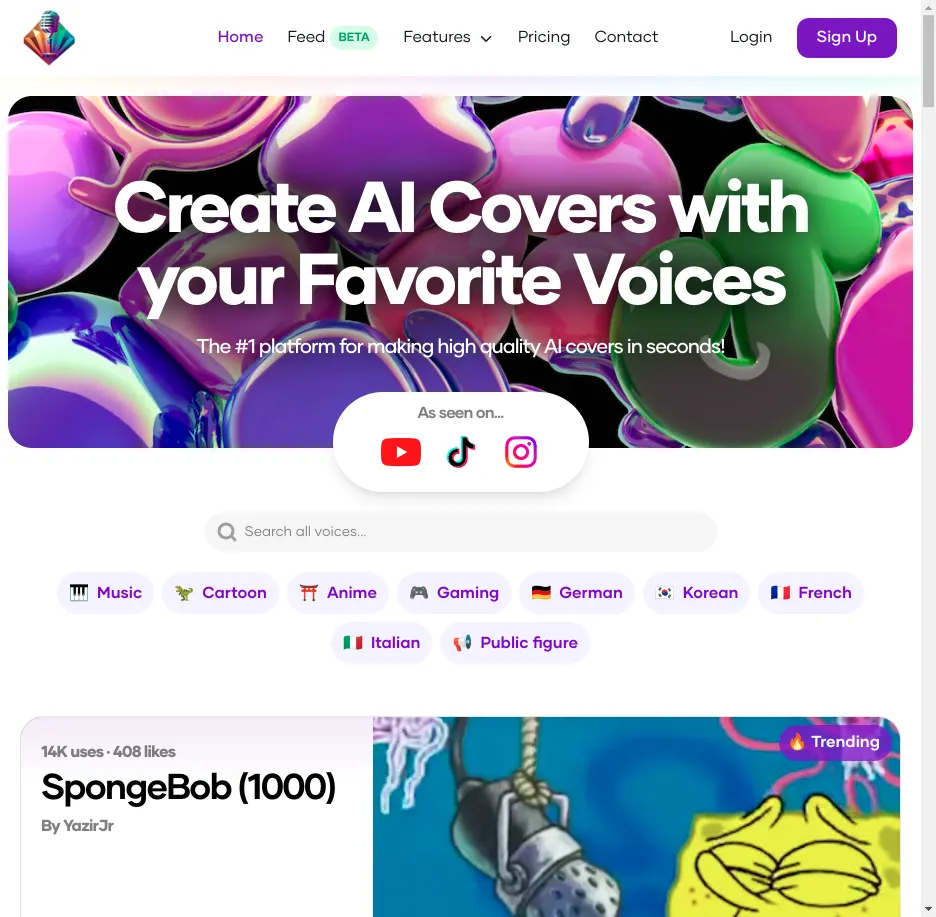 Home Feed BETA Features Pricing Contact Login Sign Up
Create AI Covers with
your Favorite Voices
The #1 platform for making high quality AI covers in seconds!
As seen on...
Search all voices...
Music Cartoon Anime Gaming German Korean French
Italian Public figure
14K uses · 408 likes
Trending
SpongeBob (1000)
By YazirJr